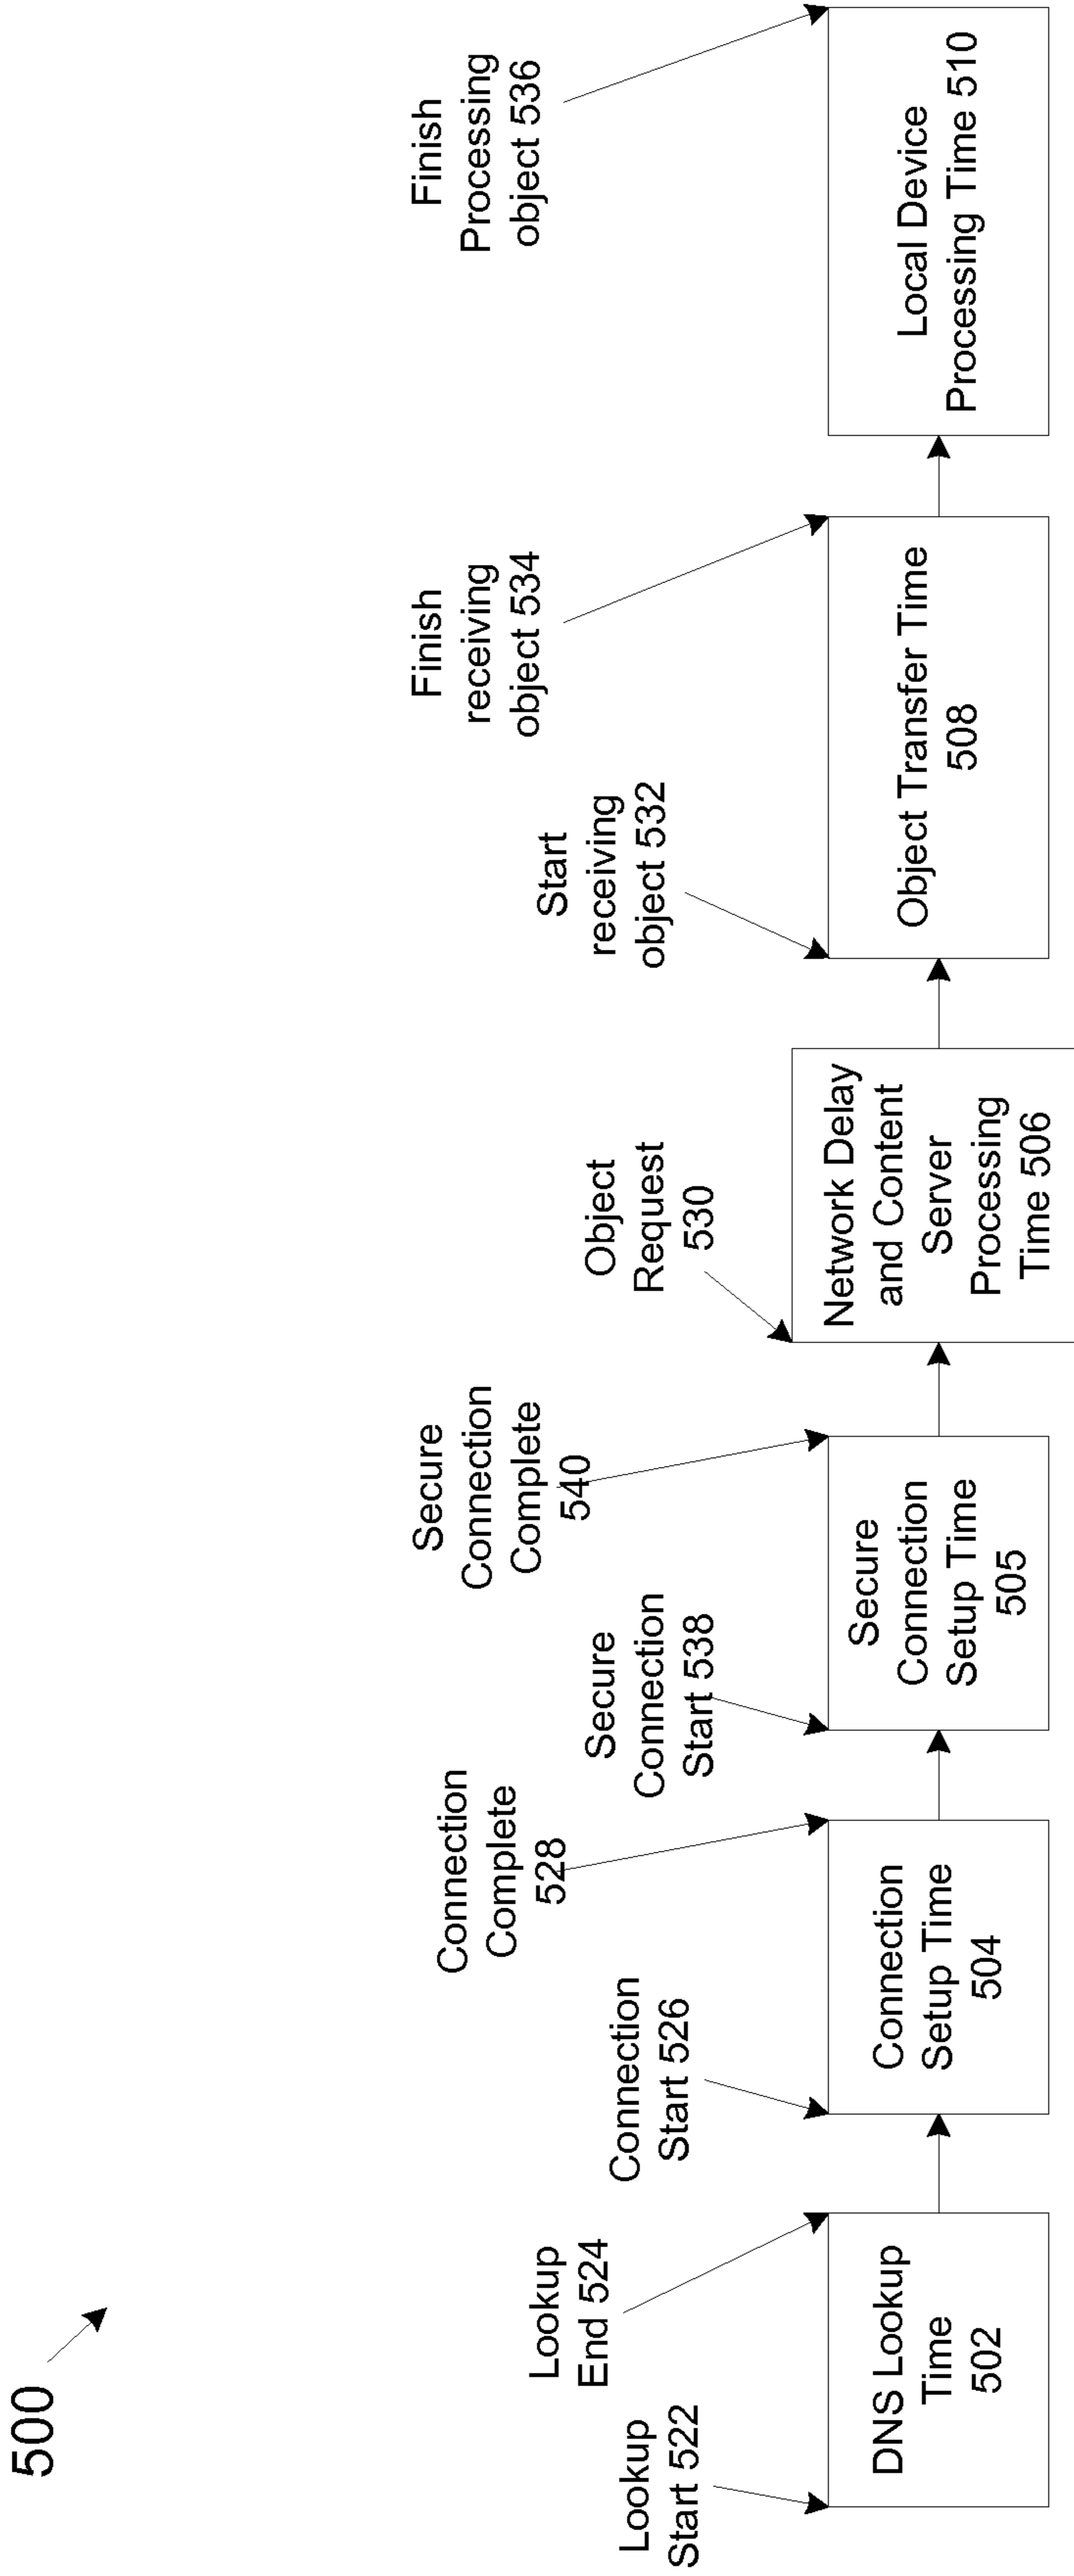 500
Lookup
Start 522
Lookup
End 524
Connection
Start 526
Connection
Complete
528
Secure
Connection
Start 538
Secure
Connection
Complete
540
Object
Request
530
Start
receiving
object 532
Finish
receiving
object 534
Finish
Processing
object 536
DNS Lookup
Time
502
Connection
Setup Time
504
Secure
Connection
Setup Time
505
Network Delay
and Content
Server
Processing
Time 506
Object Transfer Time
508
Local Device
Processing Time 510